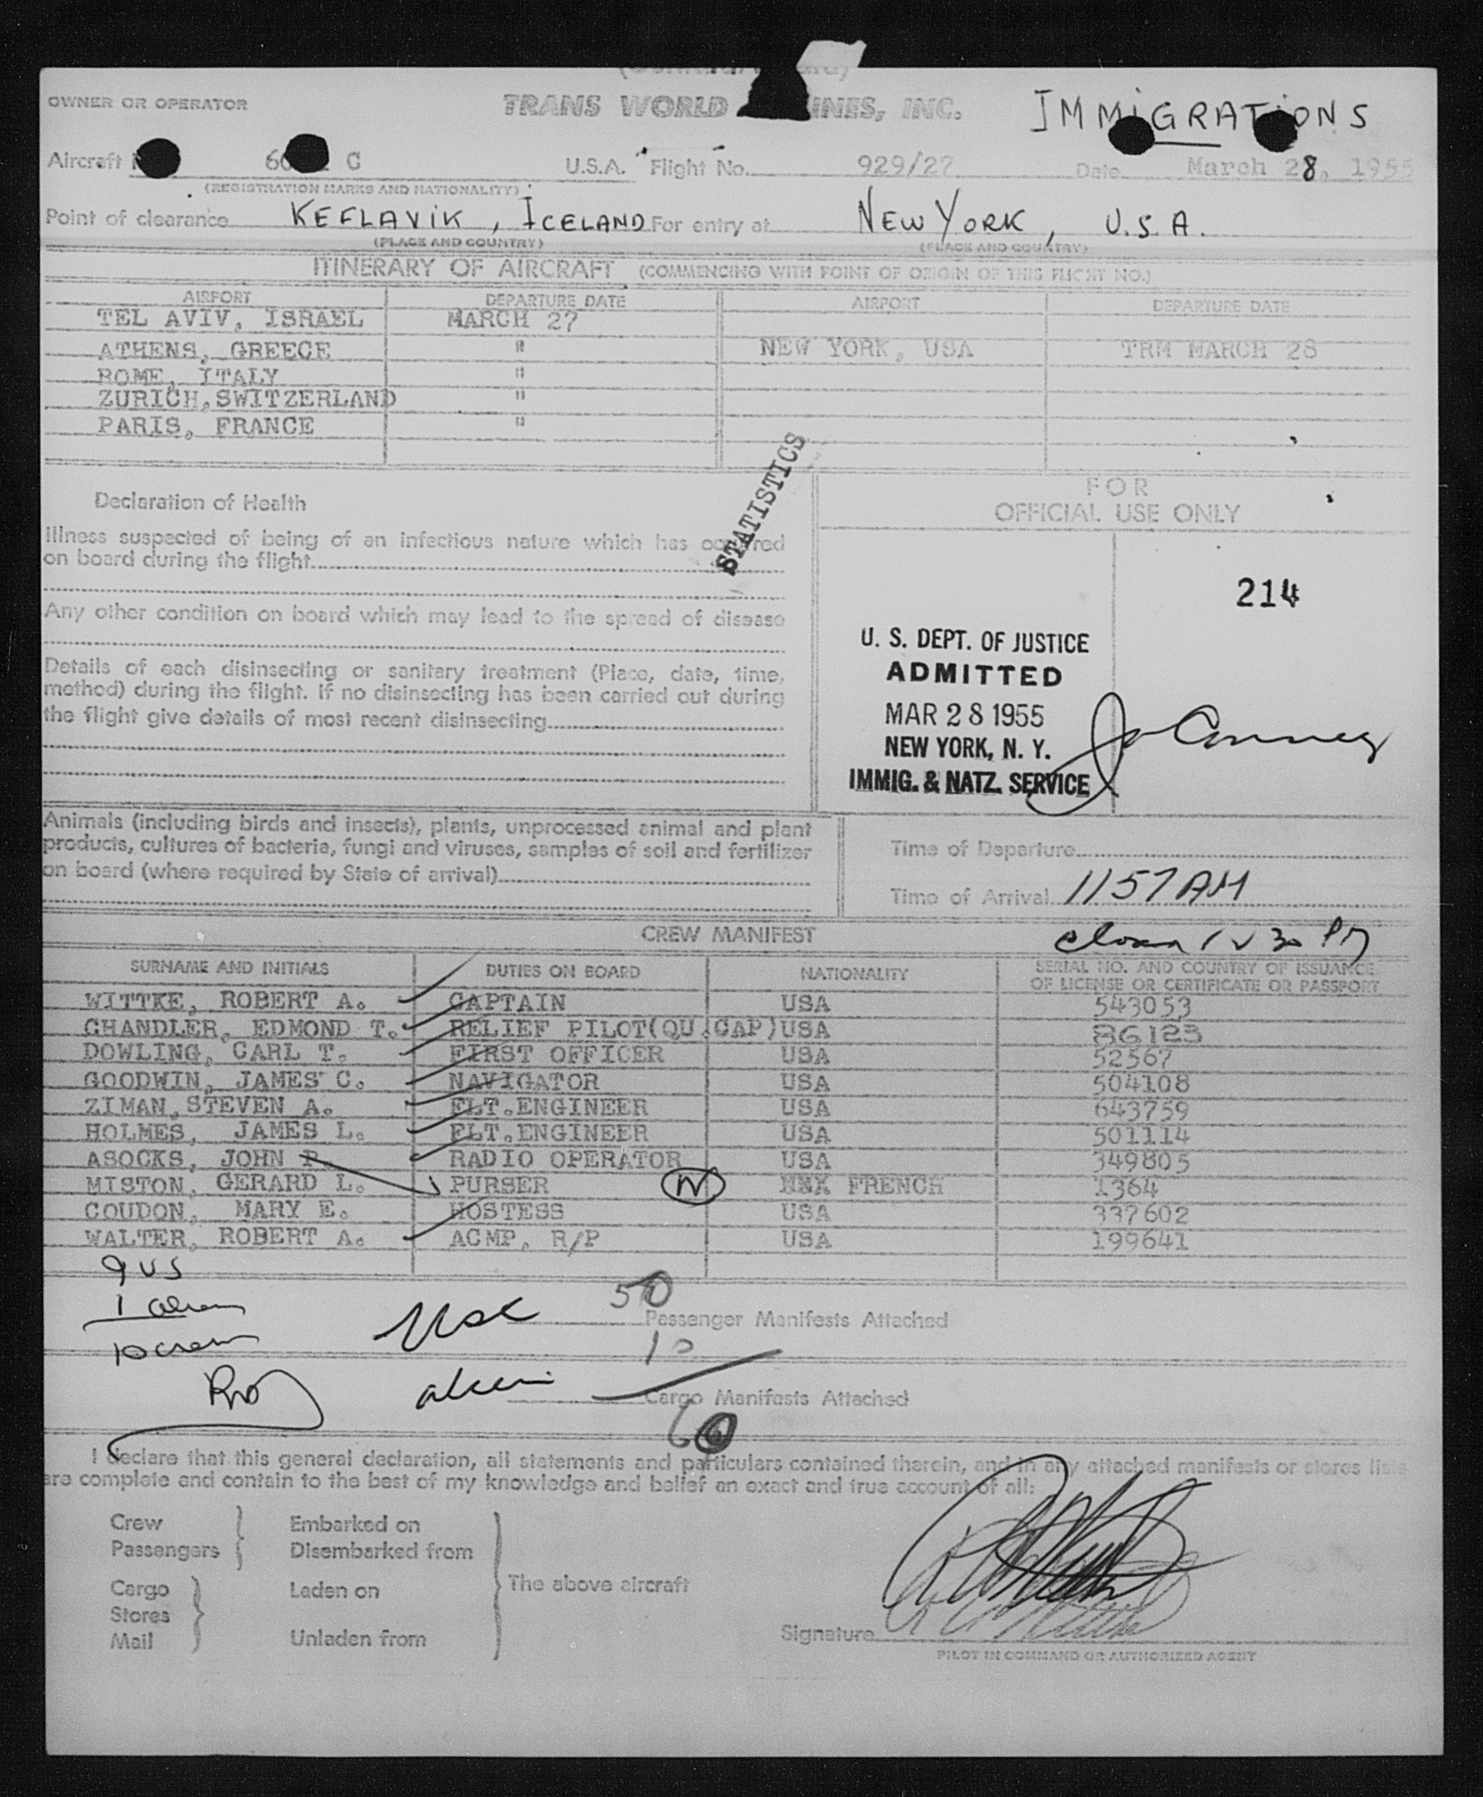 OWNER OR OPERATOR TRANS WORLD INES, INC. IMMIGRATIONS
Aircraft C U.S.A. Flight No. 929/27 Date March 28, 1955
(REGISTRATION MARKS AND NATIONALITY)
Point of clearance KEFLAVIK, ICELAND For entry at NEW YORK, U.S.A.
(PLACE AND COUNTRY) (PLACE AND COUNTRY)
ITINERARY OF AIRCRAFT (COMMENCING WITH POINT OF ORIGIN OF THIS FLIGHT NO.)
AIRPORT DEPARTURE DATE AIRPORT DEPARTURE DATE
TEL AVIV, ISRAEL MARCH 27
ATHENS, GREECE " NEW YORK, USA TRM MARCH 28
ROME, ITALY "
ZURICH,SWITZERLAND "
PARIS, FRANCE "
STATISTICS
FOR
OFFICIAL USE ONLY
Declaration of Health
Illness suspected of being of an infectious nature which has occurred
on board during the flight
Any other condition on board which may lead to the spread of disease
Details of each disinsecting or sanitary treatment (Place, date, time,
method) during the flight. If no disinsecting has been carried out during
the flight give details of most recent disinsecting
214
U. S. DEPT. OF JUSTICE
ADMITTED
MAR 28 1955
NEW YORK, N. Y.
IMMIG. & NATZ. SERVICE
Animals (including birds and insects), plants, unprocessed animal and plant
products, cultures of bacteria, fungi and viruses, samples of soil and fertilizer
on board (where required by State of arrival)
Time of Departure
Time of Arrival 1157 AM
CREW MANIFEST
SURNAME AND INITIALS DUTIES ON BOARD NATIONALITY SERIAL NO. AND COUNTRY OF ISSUANCE
OF LICENSE OR CERTIFICATE OR PASSPORT
WITTKE, ROBERT A. CAPTAIN USA 543053
CHANDLER, EDMOND T. RELIEF PILOT(QU.CAP) USA 86123
DOWLING, CARL T. FIRST OFFICER USA 52567
GOODWIN, JAMES C. NAVIGATOR USA 504108
ZIMAN,STEVEN A. FLT.ENGINEER USA 643759
HOLMES, JAMES L. FLT.ENGINEER USA 501114
ASOCKS, JOHN P. RADIO OPERATOR USA 349805
MISTON, GERARD L. PURSER N FRENCH 1364
COUDON, MARY E. HOSTESS USA 337602
WALTER, ROBERT A. ACMP, R/P USA 199641
9 US
1 alien
10 crew
50
Passenger Manifests Attached
10
alien
Cargo Manifests Attached
60
I declare that this general declaration, all statements and particulars contained therein, and in any attached manifests or stores lists
are complete and contain to the best of my knowledge and belief an exact and true account of all:
Crew Embarked on
Passengers Disembarked from
Cargo Laden on The above aircraft
Stores
Mail Unladen from
Signature
PILOT IN COMMAND OR AUTHORIZED AGENT